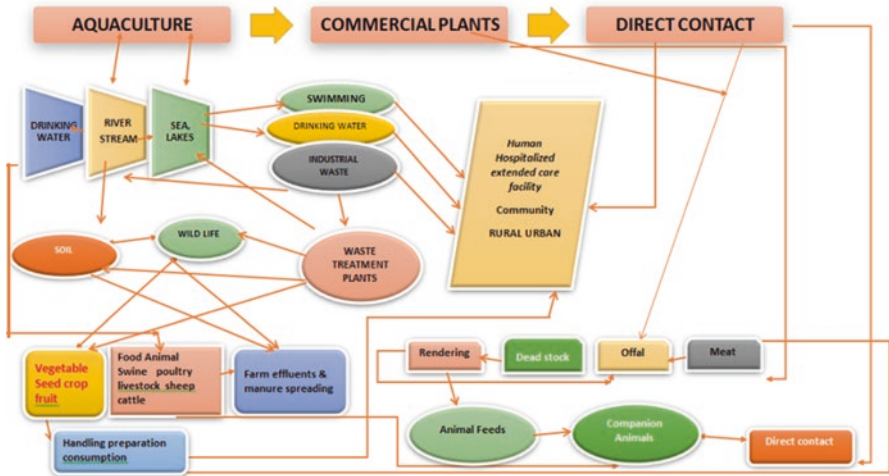 AQUACULTURE
COMMERCIAL PLANTS
DIRECT CONTACT
DRINKING
WATER
RIVER
STREAM
SEA,
LAKES
SWIMMING
DRINKING WATER
INDUSTRIAL
WASTE
Human
Hospitalized
extended care
facility
Community
RURAL URBAN
SOIL
WILD LIFE
WASTE
TREATMENT
PLANTS
Vegetable
Seed crop
fruit
Food Animal
Swine poultry
livestock sheep
cattle
Farm effluents &
manure spreading
Rendering
Dead stock
Offal
Meat
Handling preparation
consumption
Animal Feeds
Companion
Animals
Direct contact